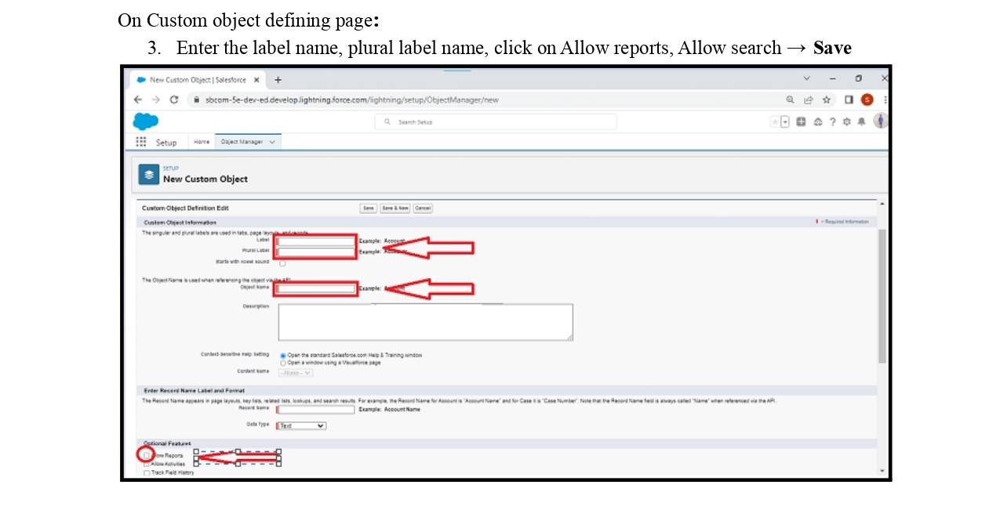 On Custom object defining page:
3. Enter the label name, plural label name, click on Allow reports, Allow search → Save
New Custom Object | Salesforce × +
sbcom-5e-dev-ed.develop.lightning.force.com/lightning/setup/ObjectManager/new
S
Search Setup
Setup Home Object Manager
SETUP
New Custom Object
Custom Object Definition Edit Save Save & New Cancel
Custom Object Information = Required Information
The singular and plural labels are used in tabs, page layouts, and reports.
Label Example: Account
Plural Label Example:
Starts with vowel sound
The Object Name is used when referencing the object via the API.
Object Name Example:
Description
Context-Sensitive Help Setting Open the standard Salesforce.com Help & Training window
Open a window using a Visualforce page
Content Name --None--
Enter Record Name Label and Format
The Record Name appears in page layouts, key lists, related lists, lookups, and search results. For example, the Record Name for Account is "Account Name" and for Case it is "Case Number". Note that the Record Name field is always called "Name" when referenced via the API.
Record Name Example: Account Name
Data Type Text
Optional Features
Allow Reports
Allow Activities
Track Field History